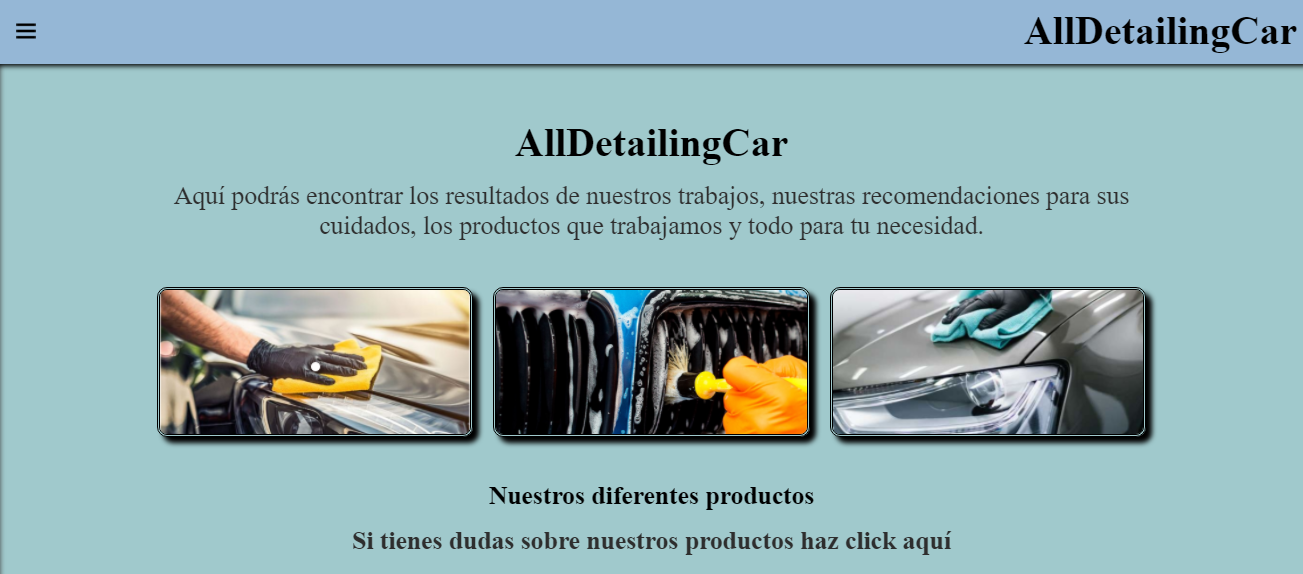 AllDetailingCar
AllDetailingCar
Aquí podrás encontrar los resultados de nuestros trabajos, nuestras recomendaciones para sus
cuidados, los productos que trabajamos y todo para tu necesidad.
Nuestros diferentes productos
Si tienes dudas sobre nuestros productos haz click aquí